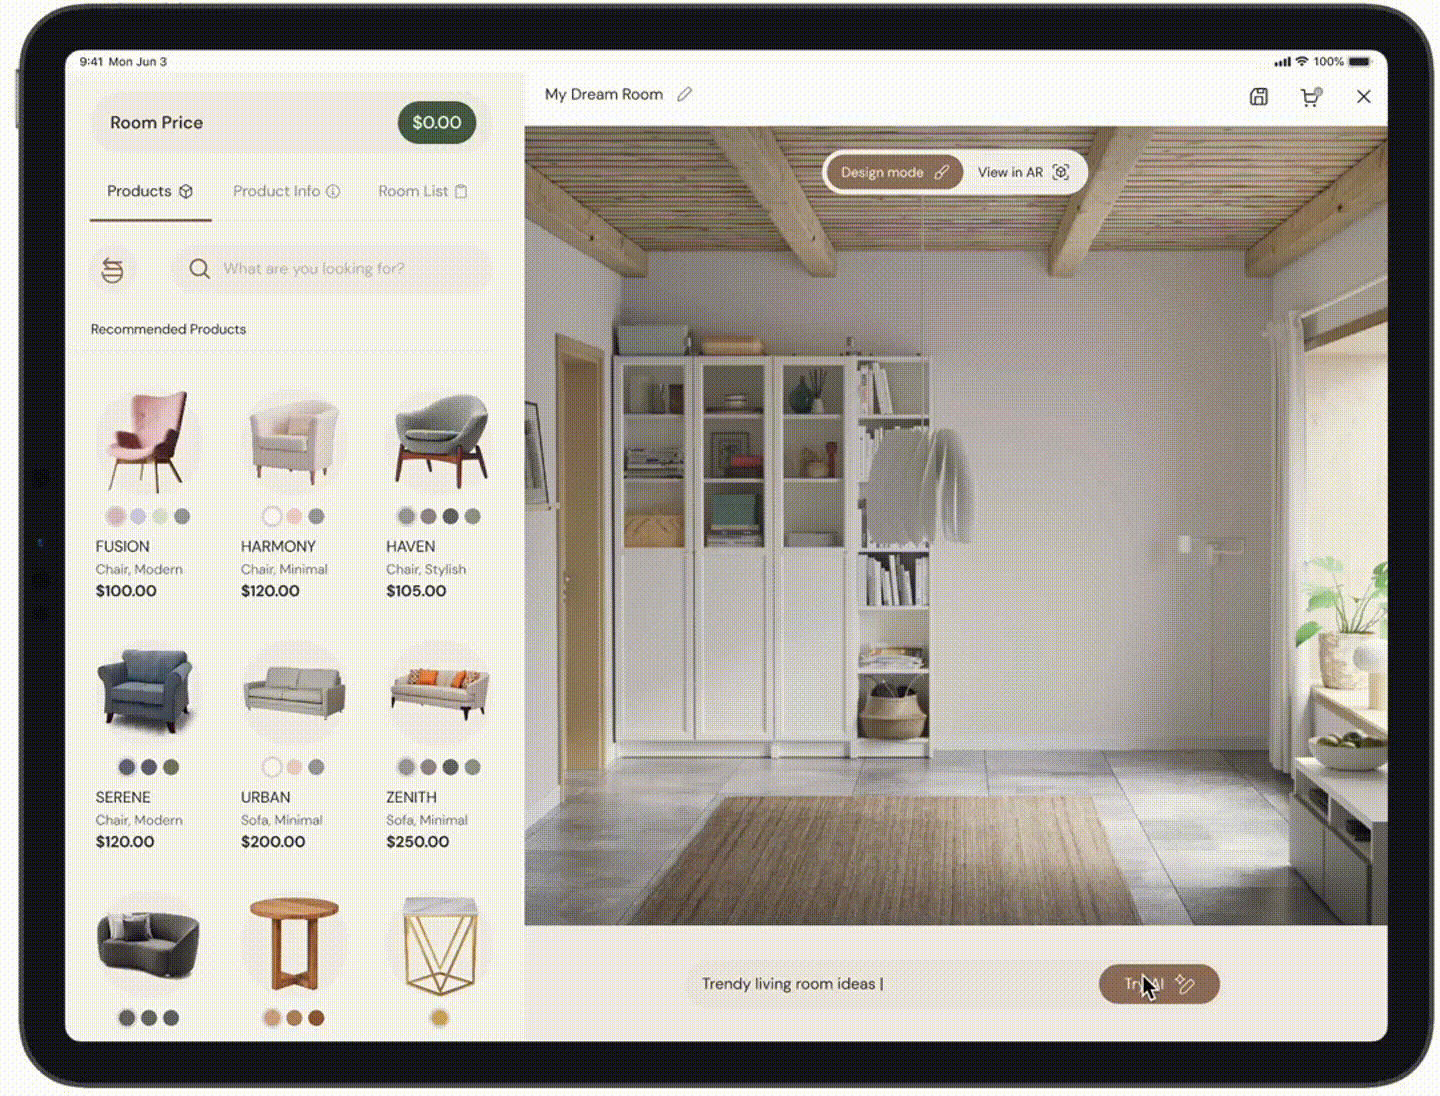 9:41 Mon Jun 3
100%
Room Price
$0.00
My Dream Room
Products
Product Info
Room List
Design mode
View in AR
What are you looking for?
Recommended Products
FUSION
Chair, Modern
$100.00
HARMONY
Chair, Minimal
$120.00
HAVEN
Chair, Stylish
$105.00
SERENE
Chair, Modern
$120.00
URBAN
Sofa, Minimal
$200.00
ZENITH
Sofa, Minimal
$250.00
Trendy living room ideas
Try AI